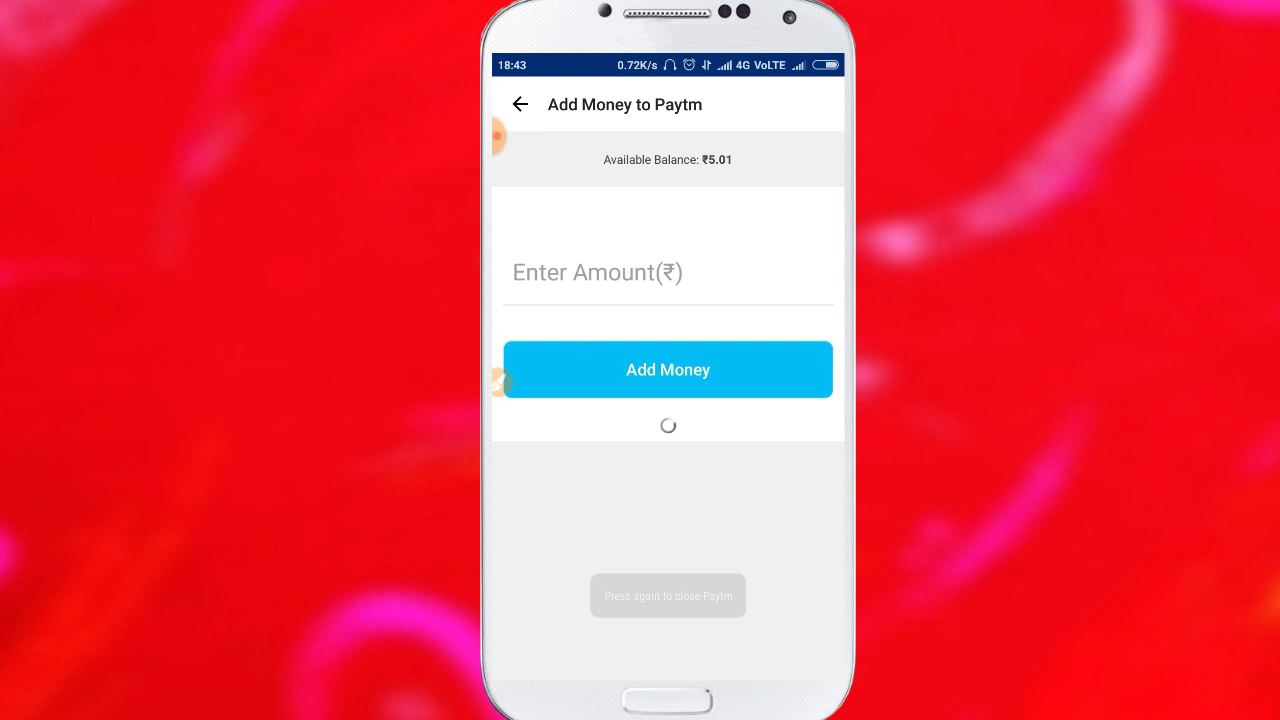 18:43 0.72K/s 4G VoLTE
Add Money to Paytm
Available Balance: ₹5.01
Enter Amount(₹)
Add Money
Press again to close Paytm